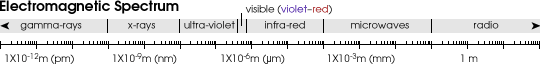 Electromagnetic Spectrum
visible (violet-red)
gamma-rays x-rays ultra-violet infra-red microwaves radio
1X10-12m (pm) 1X10-9m (nm) 1X10-6m (µm) 1X10-3m (mm) 1 m